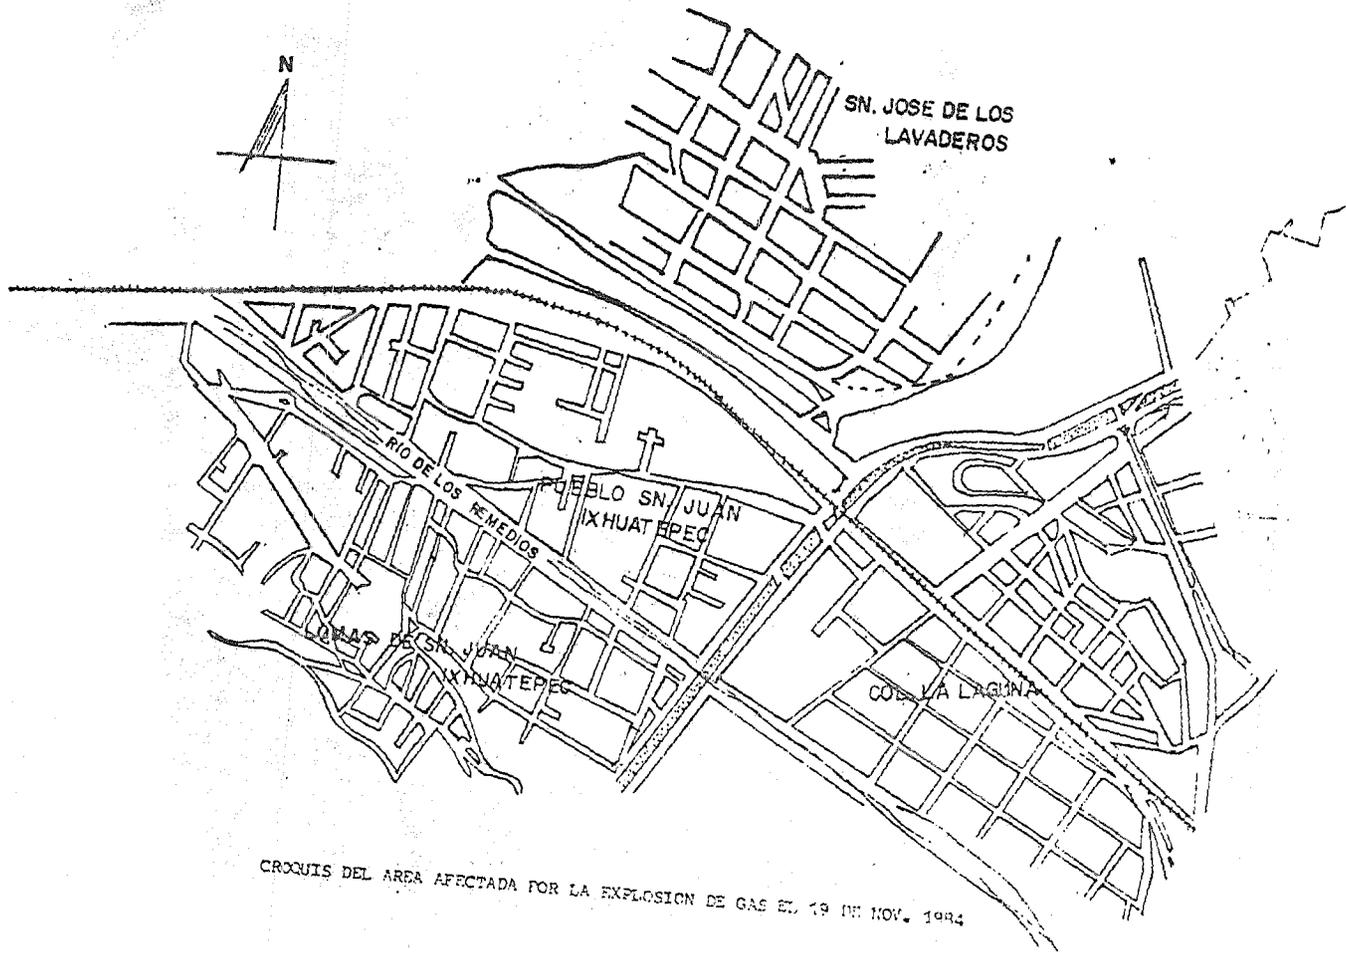 N
SN. JOSE DE LOS
LAVADEROS
RIO DE LOS REMEDIOS
PUEBLO SN. JUAN
IXHUATEPEC
LOMAS DE SN. JUAN
IXHUATEPEC
COL. LA LAGUNA
CROQUIS DEL AREA AFECTADA POR LA EXPLOSION DE GAS EL 19 DE NOV. 1984